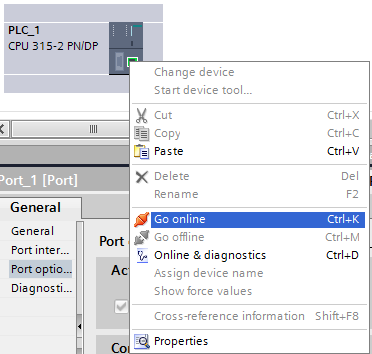 PLC_1
CPU 315-2 PN/DP
Change device
Start device tool...
Cut Ctrl+X
Copy Ctrl+C
Paste Ctrl+V
Delete Del
Rename F2
Go online Ctrl+K
Go offline Ctrl+M
Online & diagnostics Ctrl+D
Assign device name
Show force values
Cross-reference information Shift+F8
Properties
Port_1 [Port]
General
General
Port inter...
Port optio...
Diagnosti...
Port
Ac
Co